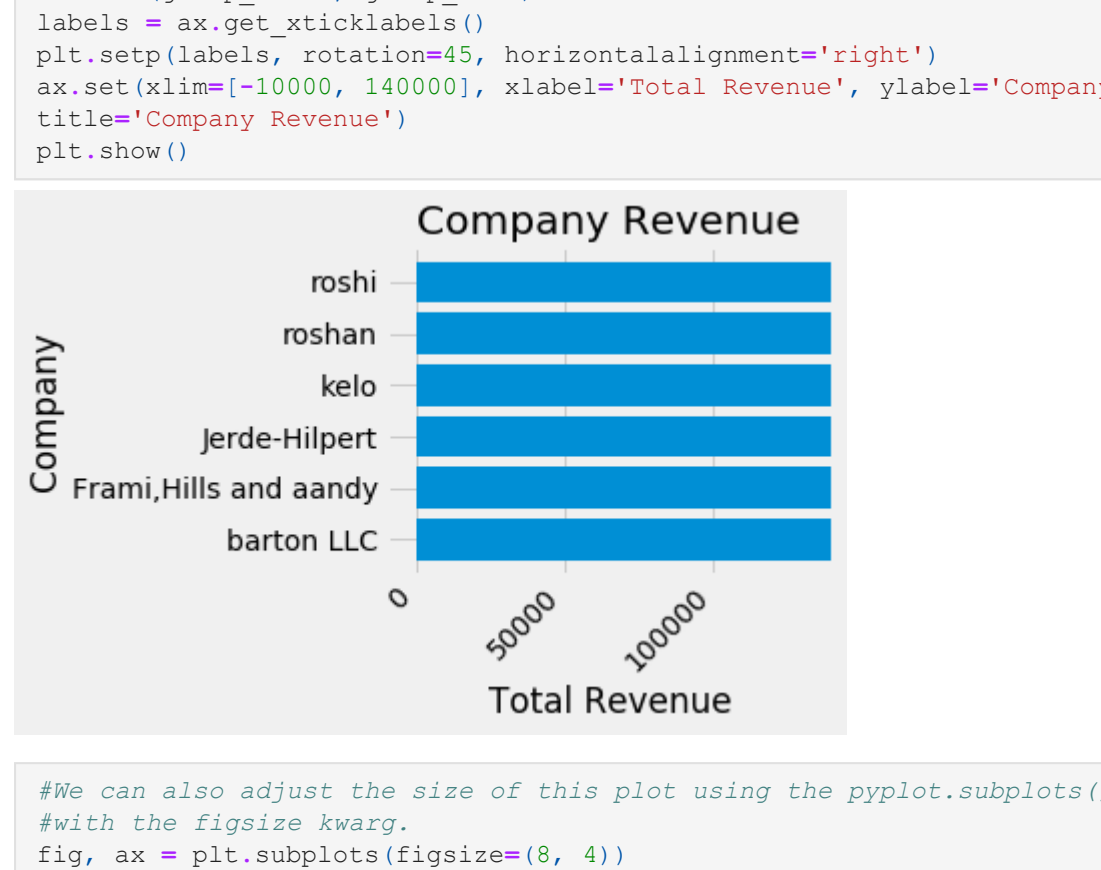 labels = ax.get_xticklabels()
plt.setp(labels, rotation=45, horizontalalignment='right')
ax.set(xlim=[-10000, 140000], xlabel='Total Revenue', ylabel='Company
title='Company Revenue')
plt.show()
Company Revenue
roshi
roshan
kelo
Jerde-Hilpert
Frami,Hills and aandy
barton LLC
Company
0
50000
100000
Total Revenue
#We can also adjust the size of this plot using the pyplot.subplots(
#with the figsize kwarg.
fig, ax = plt.subplots(figsize=(8, 4))